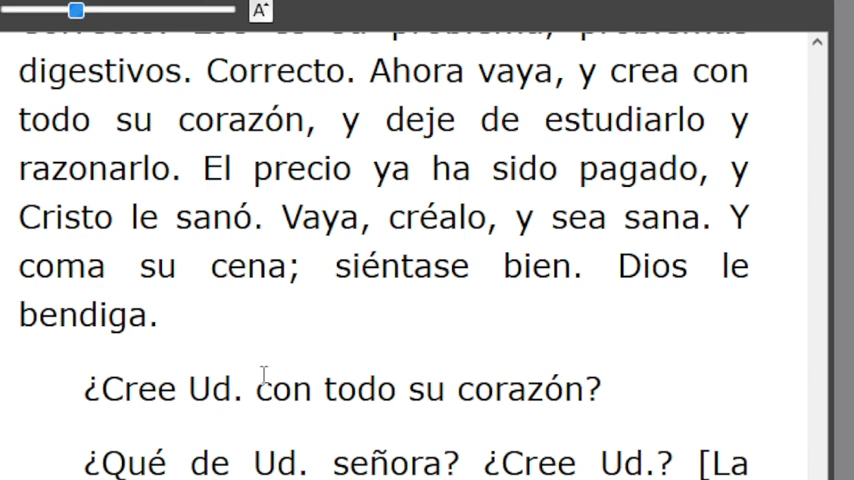 A
digestivos. Correcto. Ahora vaya, y crea con
todo su corazón, y deje de estudiarlo y
razonarlo. El precio ya ha sido pagado, y
Cristo le sanó. Vaya, créalo, y sea sana. Y
coma su cena; siéntase bien. Dios le
bendiga.
¿Cree Ud. con todo su corazón?
¿Qué de Ud. señora? ¿Cree Ud.? [La